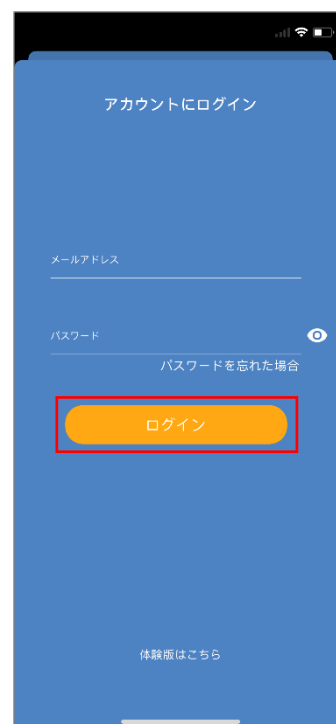 アカウントにログイン
メールアドレス
パスワード
パスワードを忘れた場合
ログイン
体験版はこちら